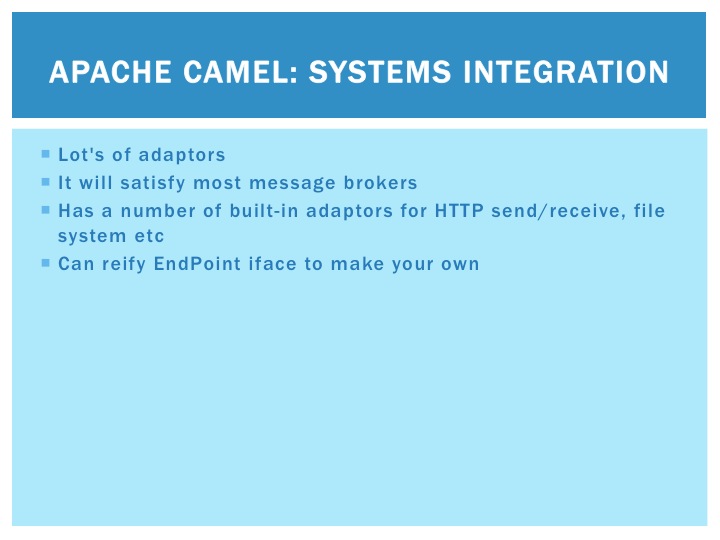 APACHE CAMEL: SYSTEMS INTEGRATION
Lot's of adaptors
It will satisfy most message brokers
Has a number of built-in adaptors for HTTP send/receive, file
system etc
Can reify EndPoint iface to make your own